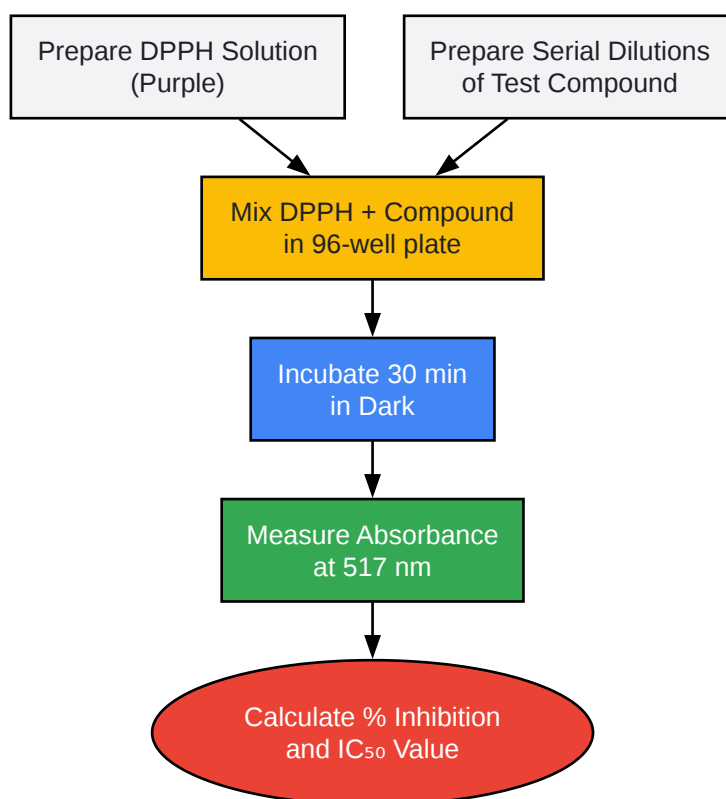 Prepare DPPH Solution
(Purple)
Prepare Serial Dilutions
of Test Compound
Mix DPPH + Compound
in 96-well plate
Incubate 30 min
in Dark
Measure Absorbance
at 517 nm
Calculate % Inhibition
and IC₅₀ Value